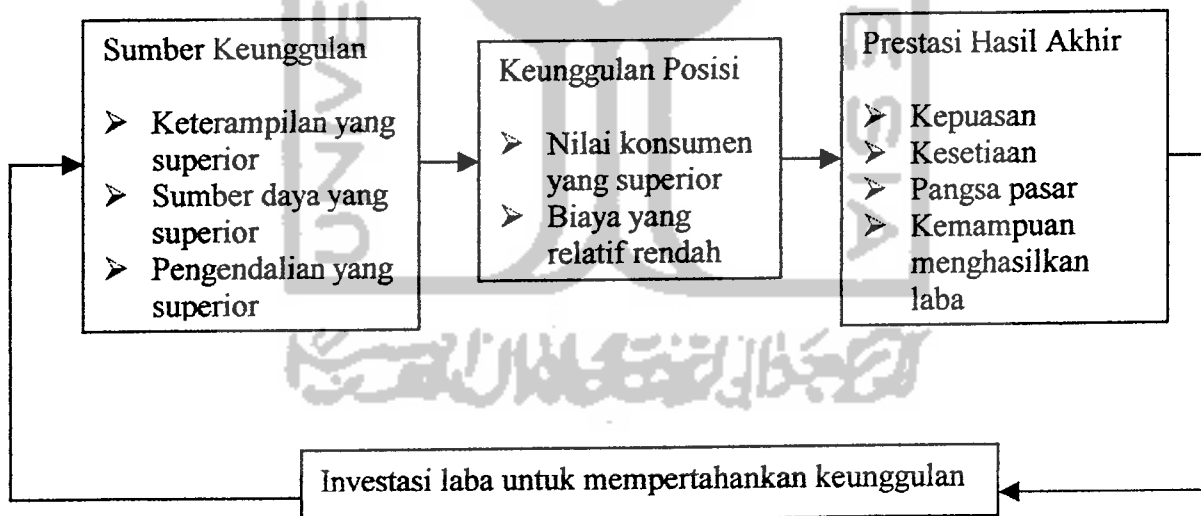 Sumber Keunggulan
➢ Keterampilan yang
superior
➢ Sumber daya yang
superior
➢ Pengendalian yang
superior
Keunggulan Posisi
➢ Nilai konsumen
yang superior
➢ Biaya yang
relatif rendah
Prestasi Hasil Akhir
➢ Kepuasan
➢ Kesetiaan
➢ Pangsa pasar
➢ Kemampuan
menghasilkan
laba
Investasi laba untuk mempertahankan keunggulan